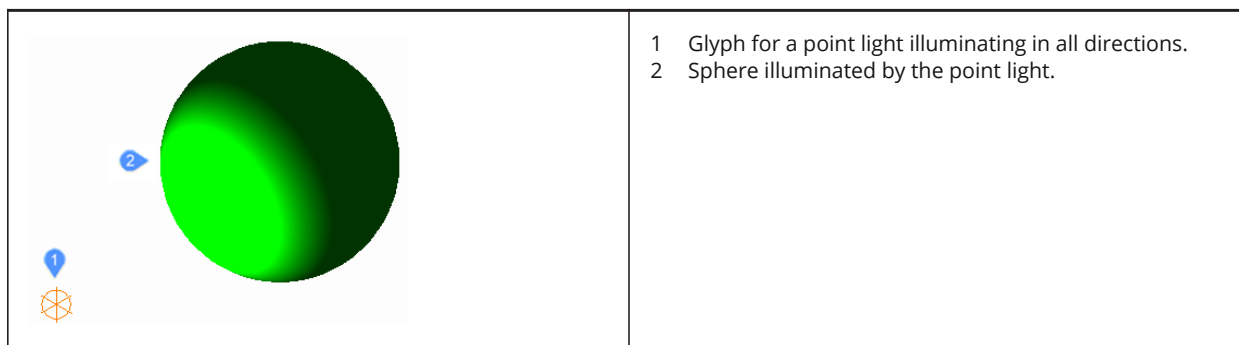 2
1
1 Glyph for a point light illuminating in all directions.
2 Sphere illuminated by the point light.